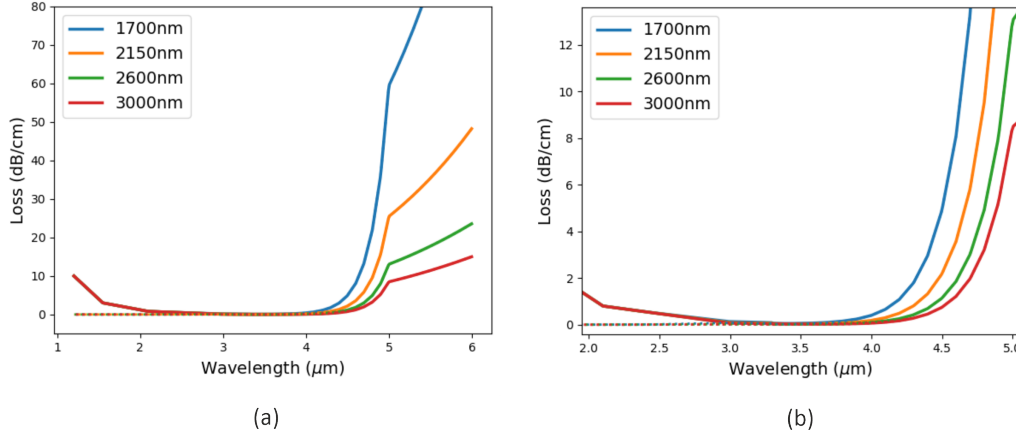 80
70
60
50
40
30
20
10
0
Loss (dB/cm)
1700nm
2150nm
2600nm
3000nm
1 2 3 4 5 6
Wavelength (μm)
(a)
12
10
8
6
4
2
0
Loss (dB/cm)
1700nm
2150nm
2600nm
3000nm
2.0 2.5 3.0 3.5 4.0 4.5 5.0
Wavelength (μm)
(b)